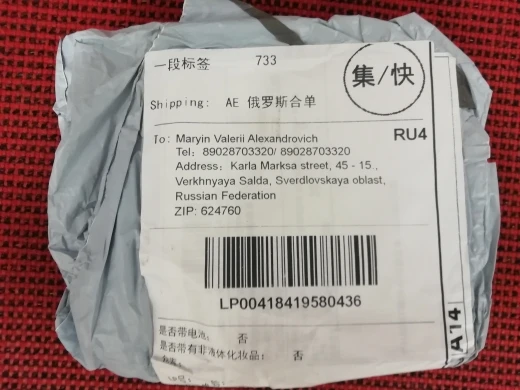 一段标签 733
集/快
Shipping: AE 俄罗斯合单
To: Maryin Valerii Alexandrovich
RU4
Tel: 89028703320/ 89028703320
Address: Karla Marksa street, 45 - 15.,
Verkhnyaya Salda, Sverdlovskaya oblast,
Russian Federation
ZIP: 624760
LP00418419580436
A14
是否带电池: 否
是否带有非液体化妆品: 否